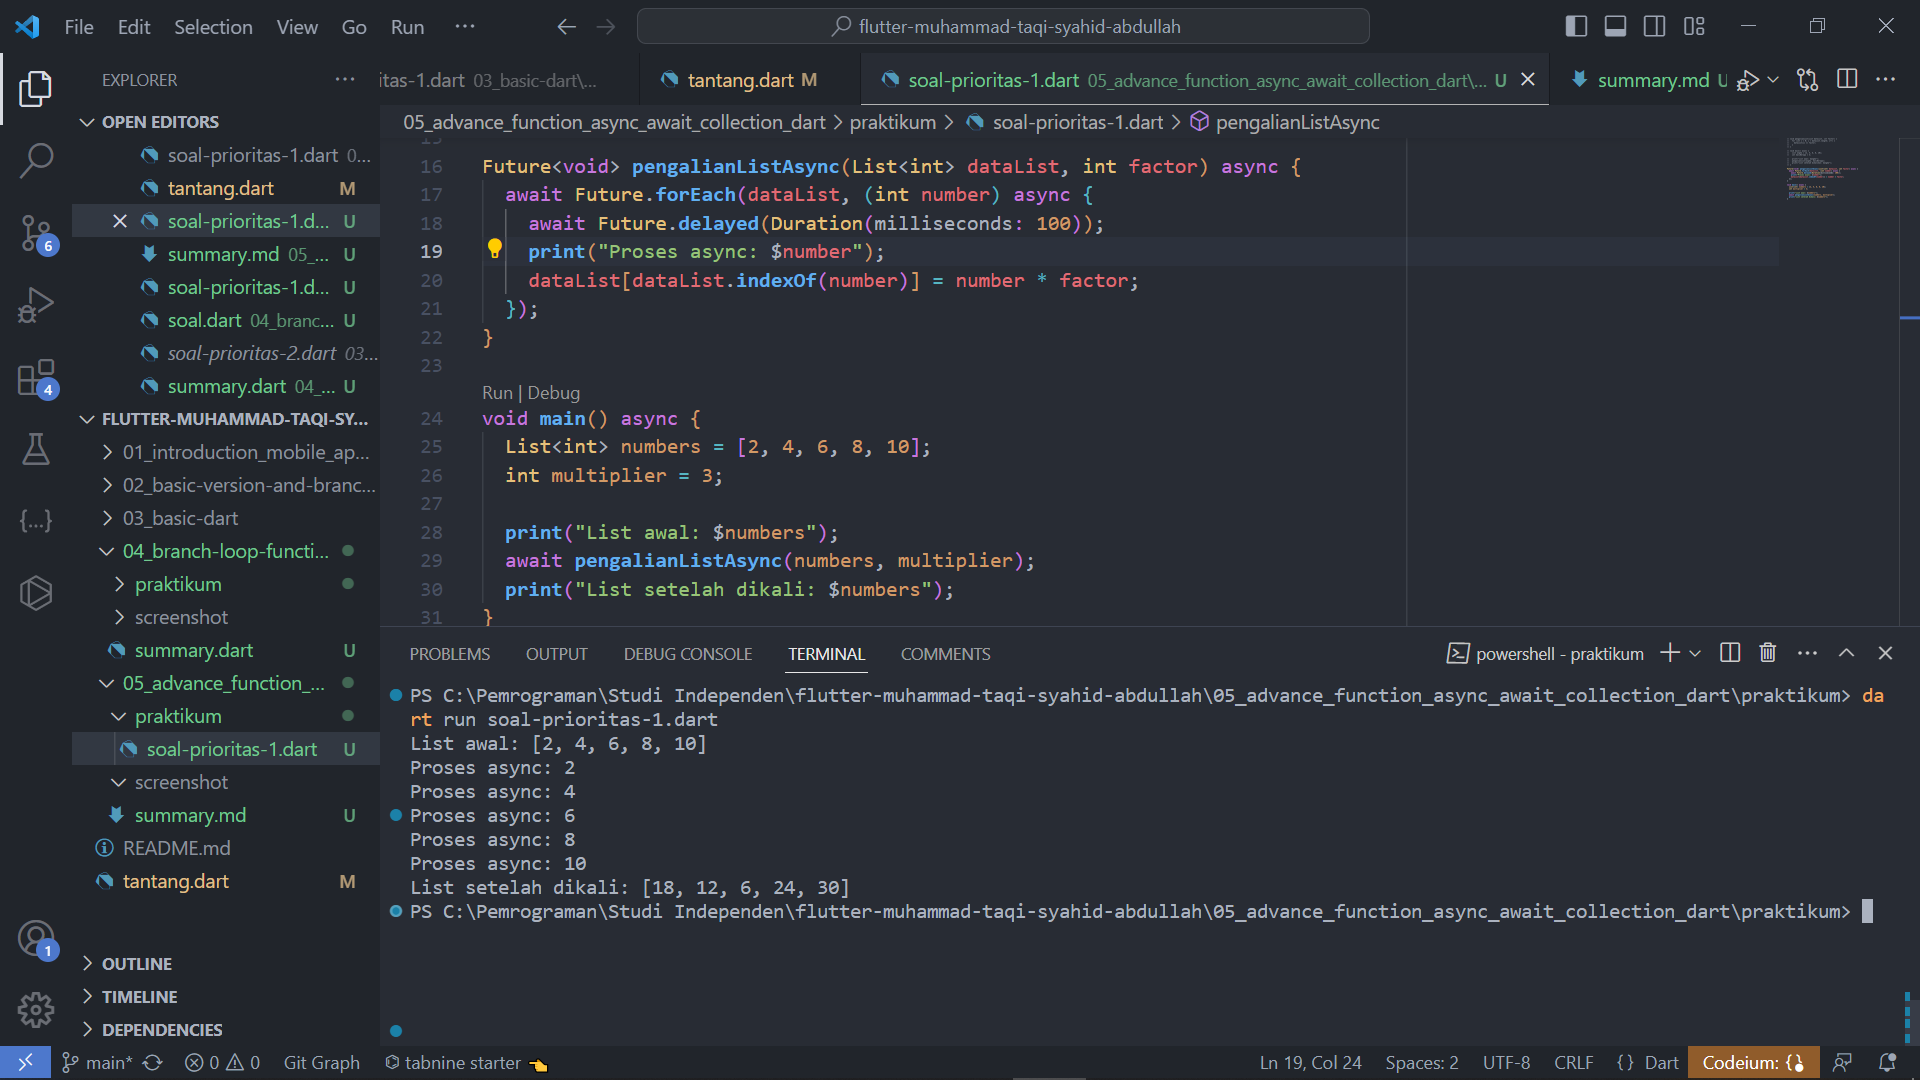 File Edit Selection View Go Run ··· flutter-muhammad-taqi-syahid-abdullah
EXPLORER ···
OPEN EDITORS
soal-prioritas-1.dart 0...
tantang.dart M
soal-prioritas-1.d... U
summary.md 05_... U
soal-prioritas-1.d... U
soal.dart 04_branc... U
soal-prioritas-2.dart 03...
summary.dart 04_... U
FLUTTER-MUHAMMAD-TAQI-SY...
01_introduction_mobile_ap...
02_basic-version-and-branc...
03_basic-dart
04_branch-loop-functi...
praktikum
screenshot
summary.dart U
05_advance_function_...
praktikum
soal-prioritas-1.dart U
screenshot
summary.md U
README.md
tantang.dart M
OUTLINE
TIMELINE
DEPENDENCIES
6
4
1
itas-1.dart 03_basic-dart\... tantang.dart M soal-prioritas-1.dart 05_advance_function_async_await_collection_dart\... U summary.md U
05_advance_function_async_await_collection_dart > praktikum > soal-prioritas-1.dart > pengalianListAsync
15
16 Future<void> pengalianListAsync(List<int> dataList, int factor) async {
17 await Future.forEach(dataList, (int number) async {
18 await Future.delayed(Duration(milliseconds: 100));
19 print("Proses async: $number");
20 dataList[dataList.indexOf(number)] = number * factor;
21 });
22 }
23
Run | Debug
24 void main() async {
25 List<int> numbers = [2, 4, 6, 8, 10];
26 int multiplier = 3;
27
28 print("List awal: $numbers");
29 await pengalianListAsync(numbers, multiplier);
30 print("List setelah dikali: $numbers");
31 }
PROBLEMS OUTPUT DEBUG CONSOLE TERMINAL COMMENTS powershell - praktikum
PS C:\Pemrograman\Studi Independen\flutter-muhammad-taqi-syahid-abdullah\05_advance_function_async_await_collection_dart\praktikum> da
rt run soal-prioritas-1.dart
List awal: [2, 4, 6, 8, 10]
Proses async: 2
Proses async: 4
Proses async: 6
Proses async: 8
Proses async: 10
List setelah dikali: [18, 12, 6, 24, 30]
PS C:\Pemrograman\Studi Independen\flutter-muhammad-taqi-syahid-abdullah\05_advance_function_async_await_collection_dart\praktikum>
main* 0 0 Git Graph tabnine starter Ln 19, Col 24 Spaces: 2 UTF-8 CRLF {} Dart Codeium: {}